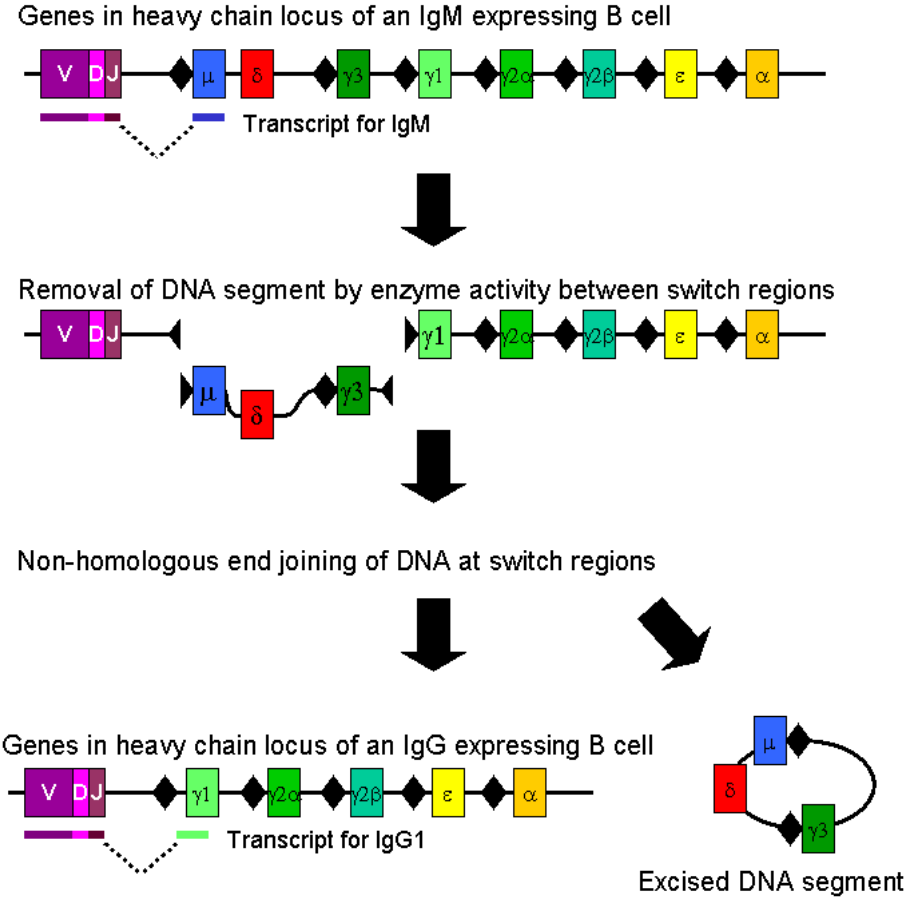 Genes in heavy chain locus of an IgM expressing B cell
V D J μ δ γ3 γ1 γ2α γ2β ε α
Transcript for IgM
Removal of DNA segment by enzyme activity between switch regions
V D J γ1 γ2α γ2β ε α
μ δ γ3
Non-homologous end joining of DNA at switch regions
Genes in heavy chain locus of an IgG expressing B cell
V D J γ1 γ2α γ2β ε α
Transcript for IgG1
μ
δ
γ3
Excised DNA segment